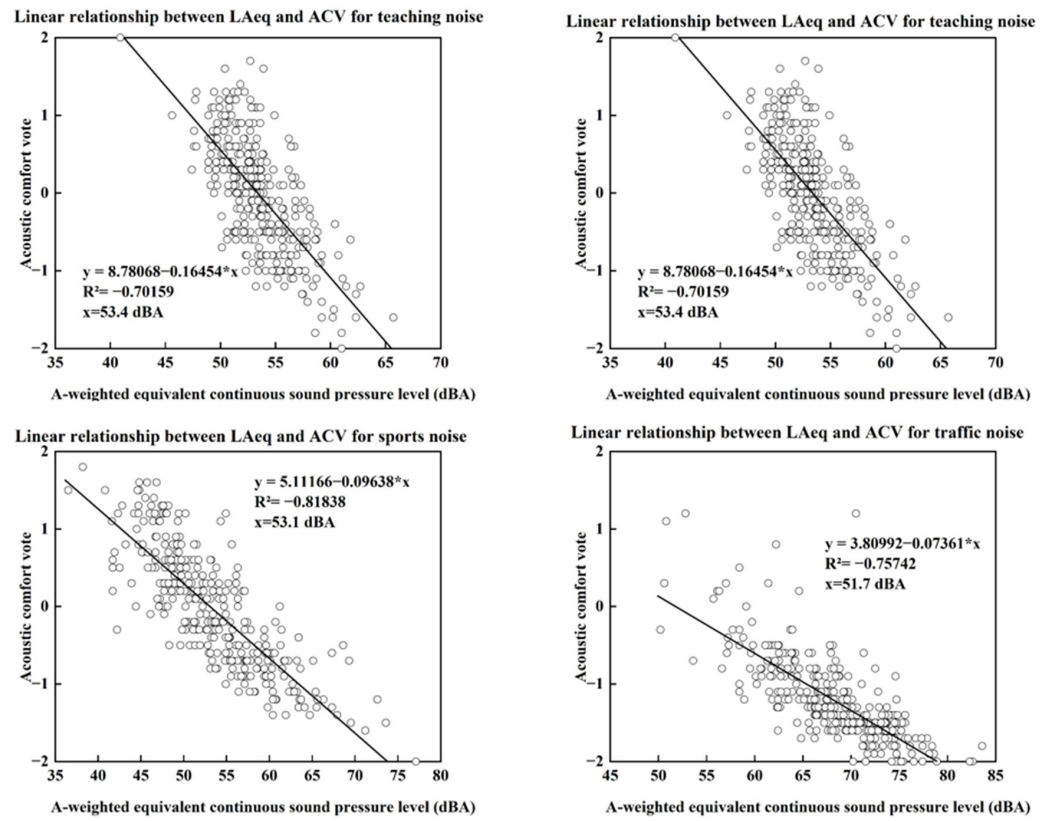 Linear relationship between LAeq and ACV for teaching noise
2
1
0
−1
−2
Acoustic comfort vote
y = 8.78068−0.16454*x
R²= −0.70159
x=53.4 dBA
35 40 45 50 55 60 65 70
A-weighted equivalent continuous sound pressure level (dBA)
Linear relationship between LAeq and ACV for teaching noise
2
1
0
−1
−2
Acoustic comfort vote
y = 8.78068−0.16454*x
R²= −0.70159
x=53.4 dBA
35 40 45 50 55 60 65 70
A-weighted equivalent continuous sound pressure level (dBA)
Linear relationship between LAeq and ACV for sports noise
2
1
0
−1
−2
Acoustic comfort vote
y = 5.11166−0.09638*x
R²= −0.81838
x=53.1 dBA
35 40 45 50 55 60 65 70 75 80
A-weighted equivalent continuous sound pressure level (dBA)
Linear relationship between LAeq and ACV for traffic noise
2
1
0
−1
−2
Acoustic comfort vote
y = 3.80992−0.07361*x
R²= −0.75742
x=51.7 dBA
45 50 55 60 65 70 75 80 85
A-weighted equivalent continuous sound pressure level (dBA)